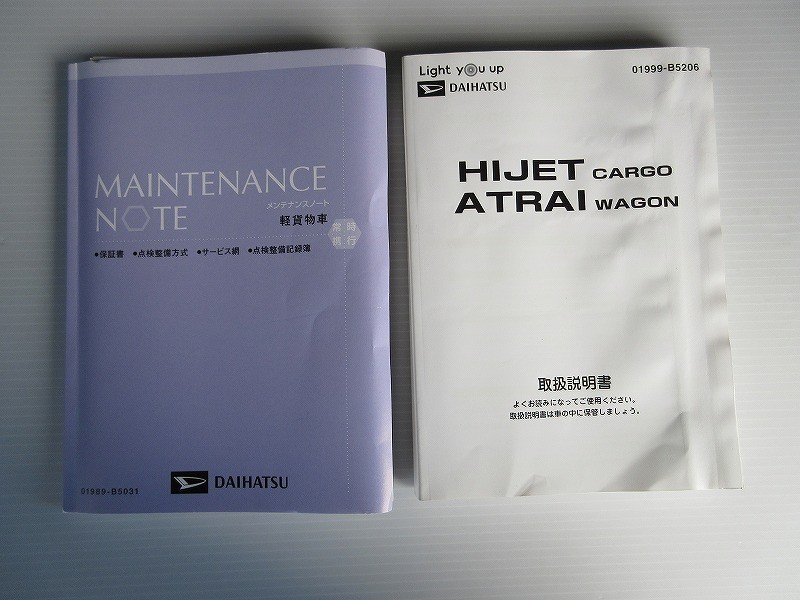 MAINTENANCE
NOTE
メンテナンスノート
軽貨物車
常時
携行
●保証書 ●点検整備方式 ●サービス網 ●点検整備記録簿
01989-B5031
DAIHATSU
Light you up
DAIHATSU
01999-B5206
HIJET CARGO
ATRAI WAGON
取扱説明書
よくお読みになってご使用ください。
取扱説明書は車の中に保管しましょう。